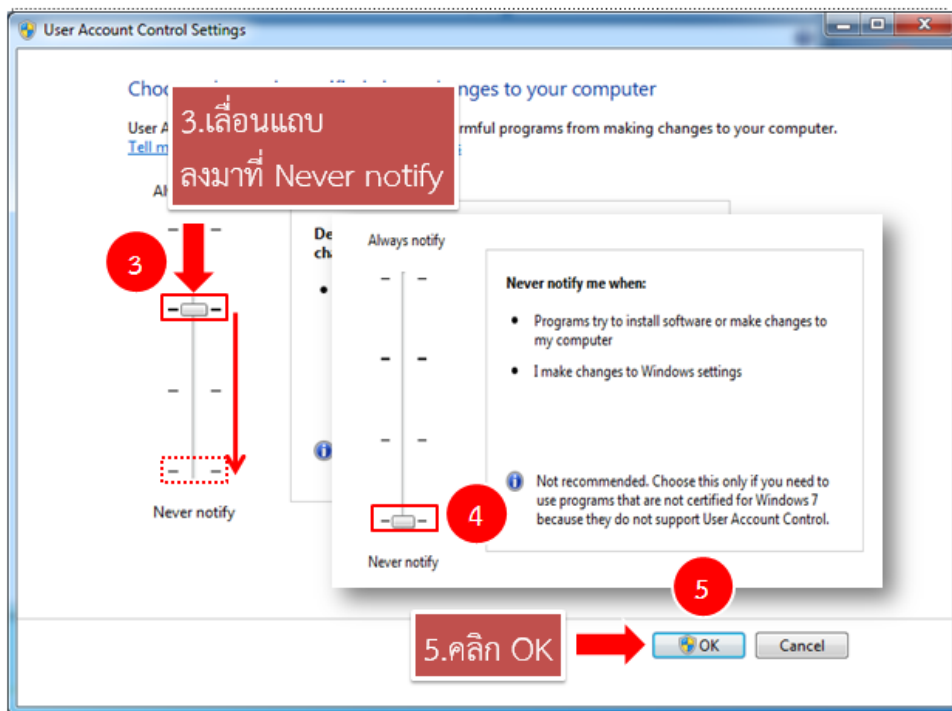 User Account Control Settings
nges to your computer
3.เลื่อนแถบ
ลงมาที่ Never notify
User
rmful programs from making changes to your computer.
Tell
3
Always notify
Never notify me when:
Programs try to install software or make changes to
my computer
I make changes to Windows settings
Not recommended. Choose this only if you need to
use programs that are not certified for Windows 7
because they do not support User Account Control.
4
Never notify
Never notify
5
5.คลิก OK
OK
Cancel